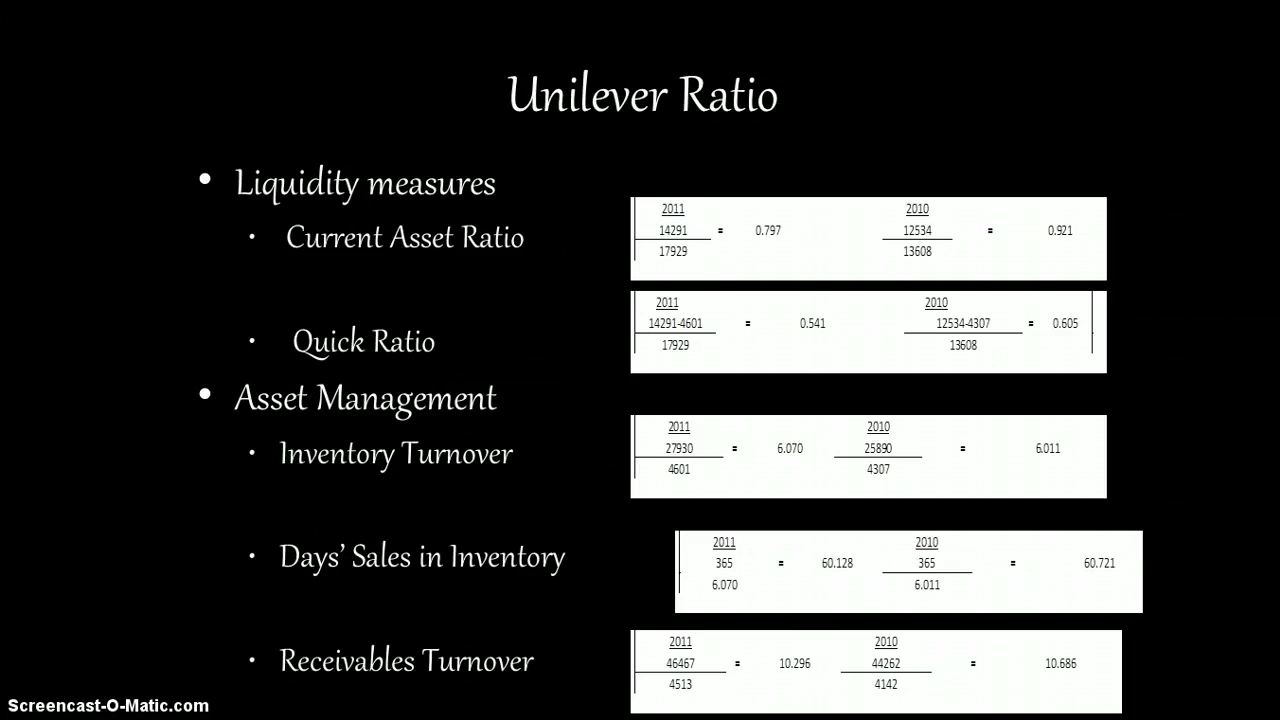 Unilever Ratio
• Liquidity measures
• Current Asset Ratio
2011 2010
14291 = 0.797 12534 = 0.921
17929 13608
• Quick Ratio
2011 2010
14291-4601 = 0.541 12534-4307 = 0.605
17929 13608
• Asset Management
• Inventory Turnover
2011 2010
27930 = 6.070 25890 = 6.011
4601 4307
• Days' Sales in Inventory
2011 2010
365 = 60.128 365 = 60.721
6.070 6.011
• Receivables Turnover
2011 2010
46467 = 10.296 44262 = 10.686
4513 4142
Screencast-O-Matic.com